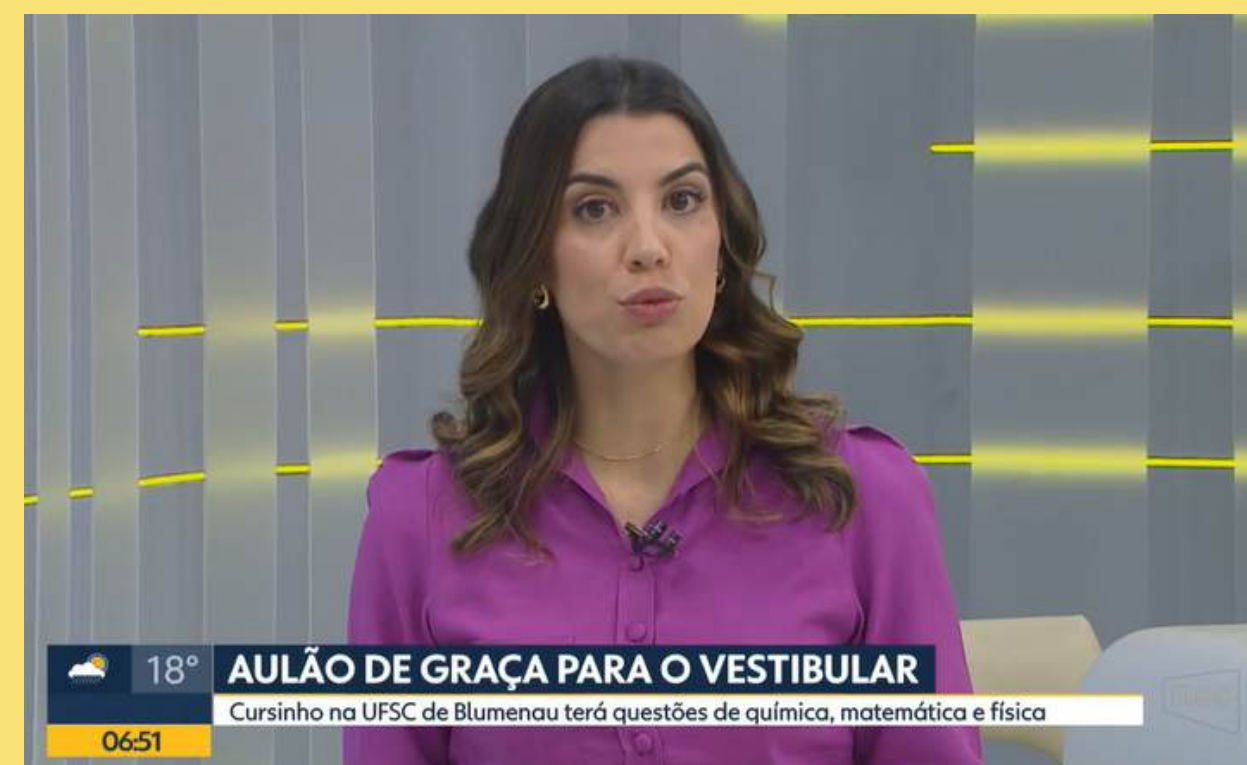 18° AULÃO DE GRAÇA PARA O VESTIBULAR
Cursinho na UFSC de Blumenau terá questões de química, matemática e física
06:51